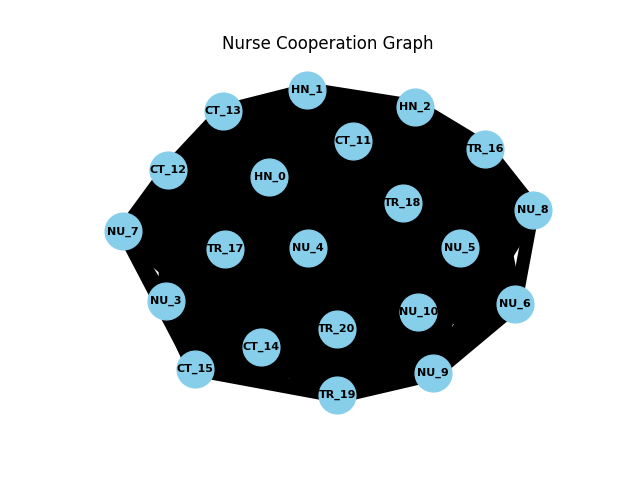 Nurse Cooperation Graph
HN_1
HN_2
CT_13
CT_11
TR_16
CT_12
HN_0
TR_18
NU_8
NU_7
TR_17
NU_4
NU_5
NU_3
NU_6
NU_10
TR_20
CT_14
CT_15
NU_9
TR_19